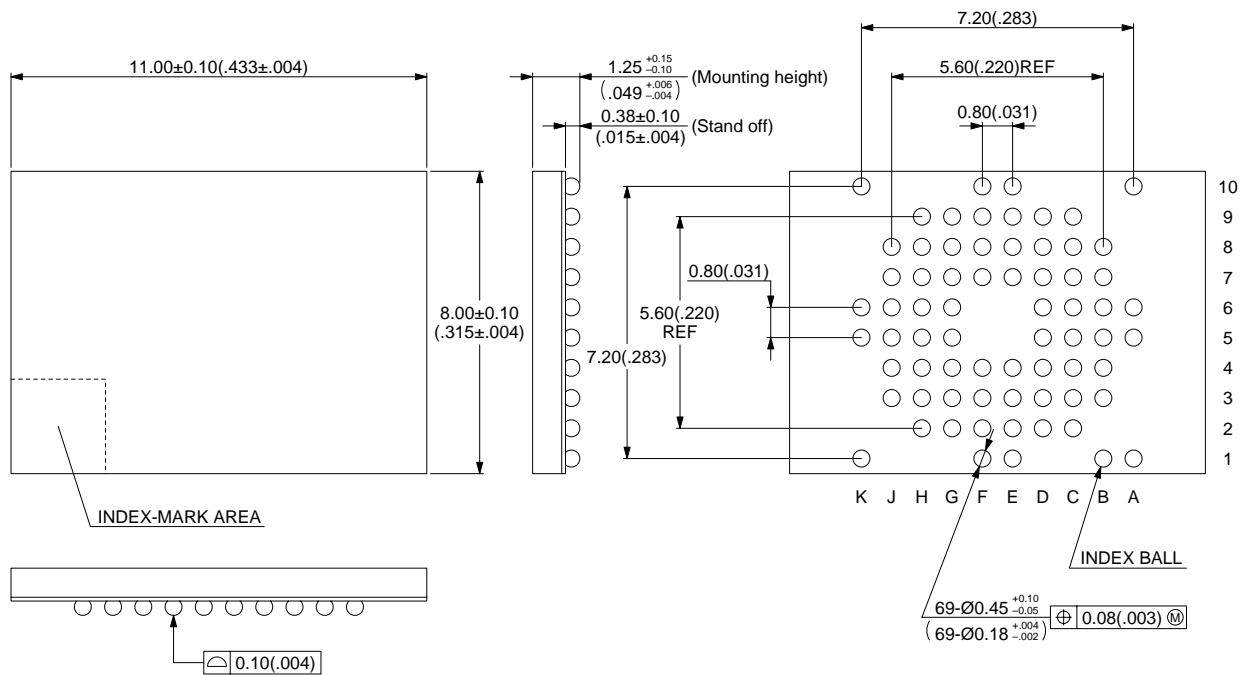 11.00±0.10(.433±.004)
1.25 +0.15 −0.10 (Mounting height)
(.049 +.006 −.004)
0.38±0.10 (Stand off)
(.015±.004)
7.20(.283)
5.60(.220)REF
0.80(.031)
8.00±0.10
(.315±.004)
0.80(.031)
5.60(.220)
REF
7.20(.283)
10
9
8
7
6
5
4
3
2
1
K J H G F E D C B A
INDEX-MARK AREA
INDEX BALL
69-Ø0.45 +0.10 −0.05
(69-Ø0.18 +.004 −.002)
⌖ 0.08(.003) Ⓜ
⌓ 0.10(.004)